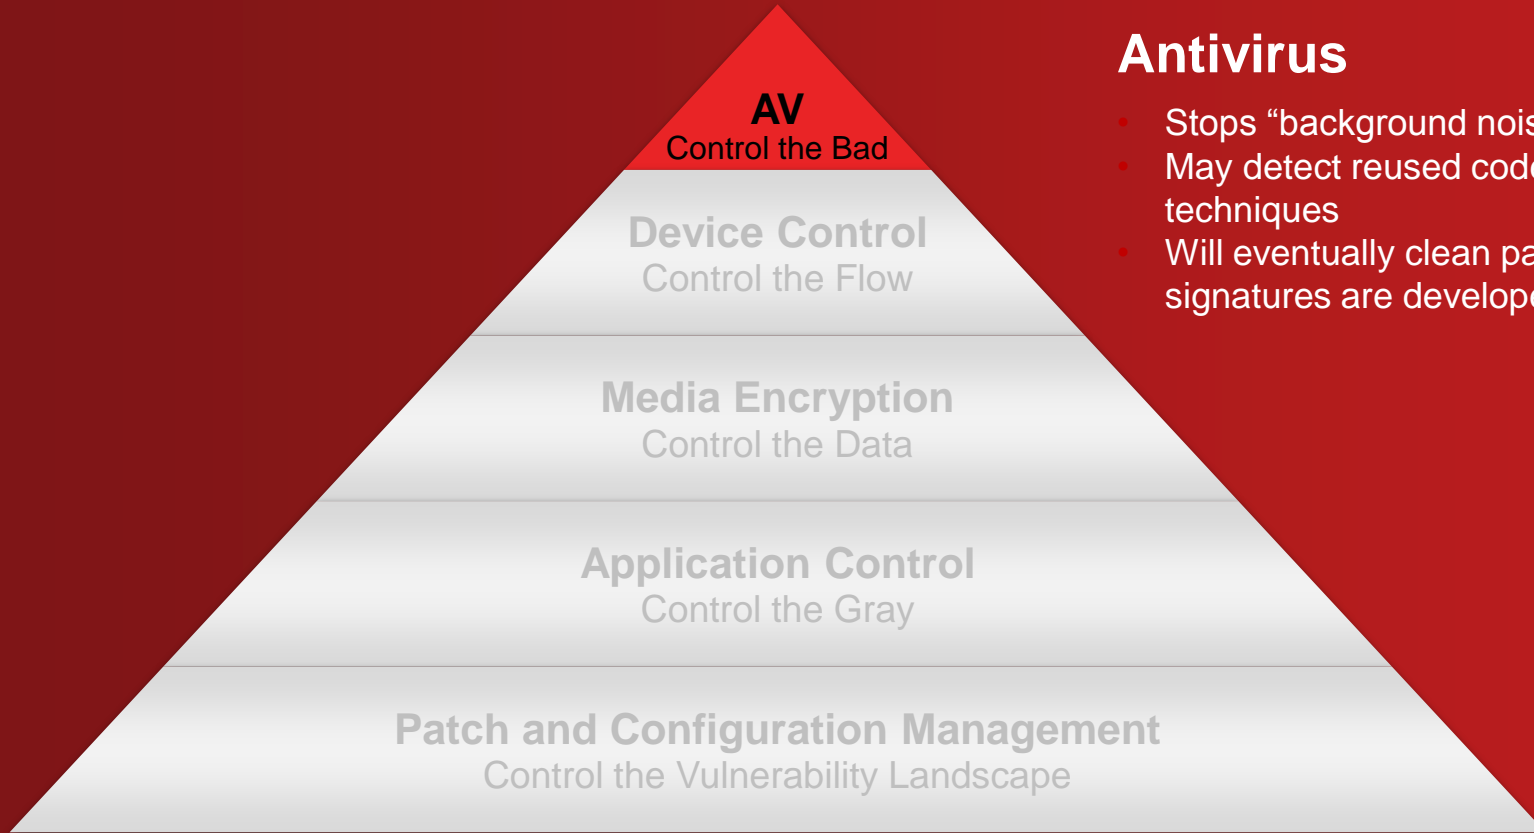 AV
Control the Bad
Device Control
Control the Flow
Media Encryption
Control the Data
Application Control
Control the Gray
Patch and Configuration Management
Control the Vulnerability Landscape
Antivirus
• Stops “background
• May detect reused
techniques
• Will eventually clean
signatures are